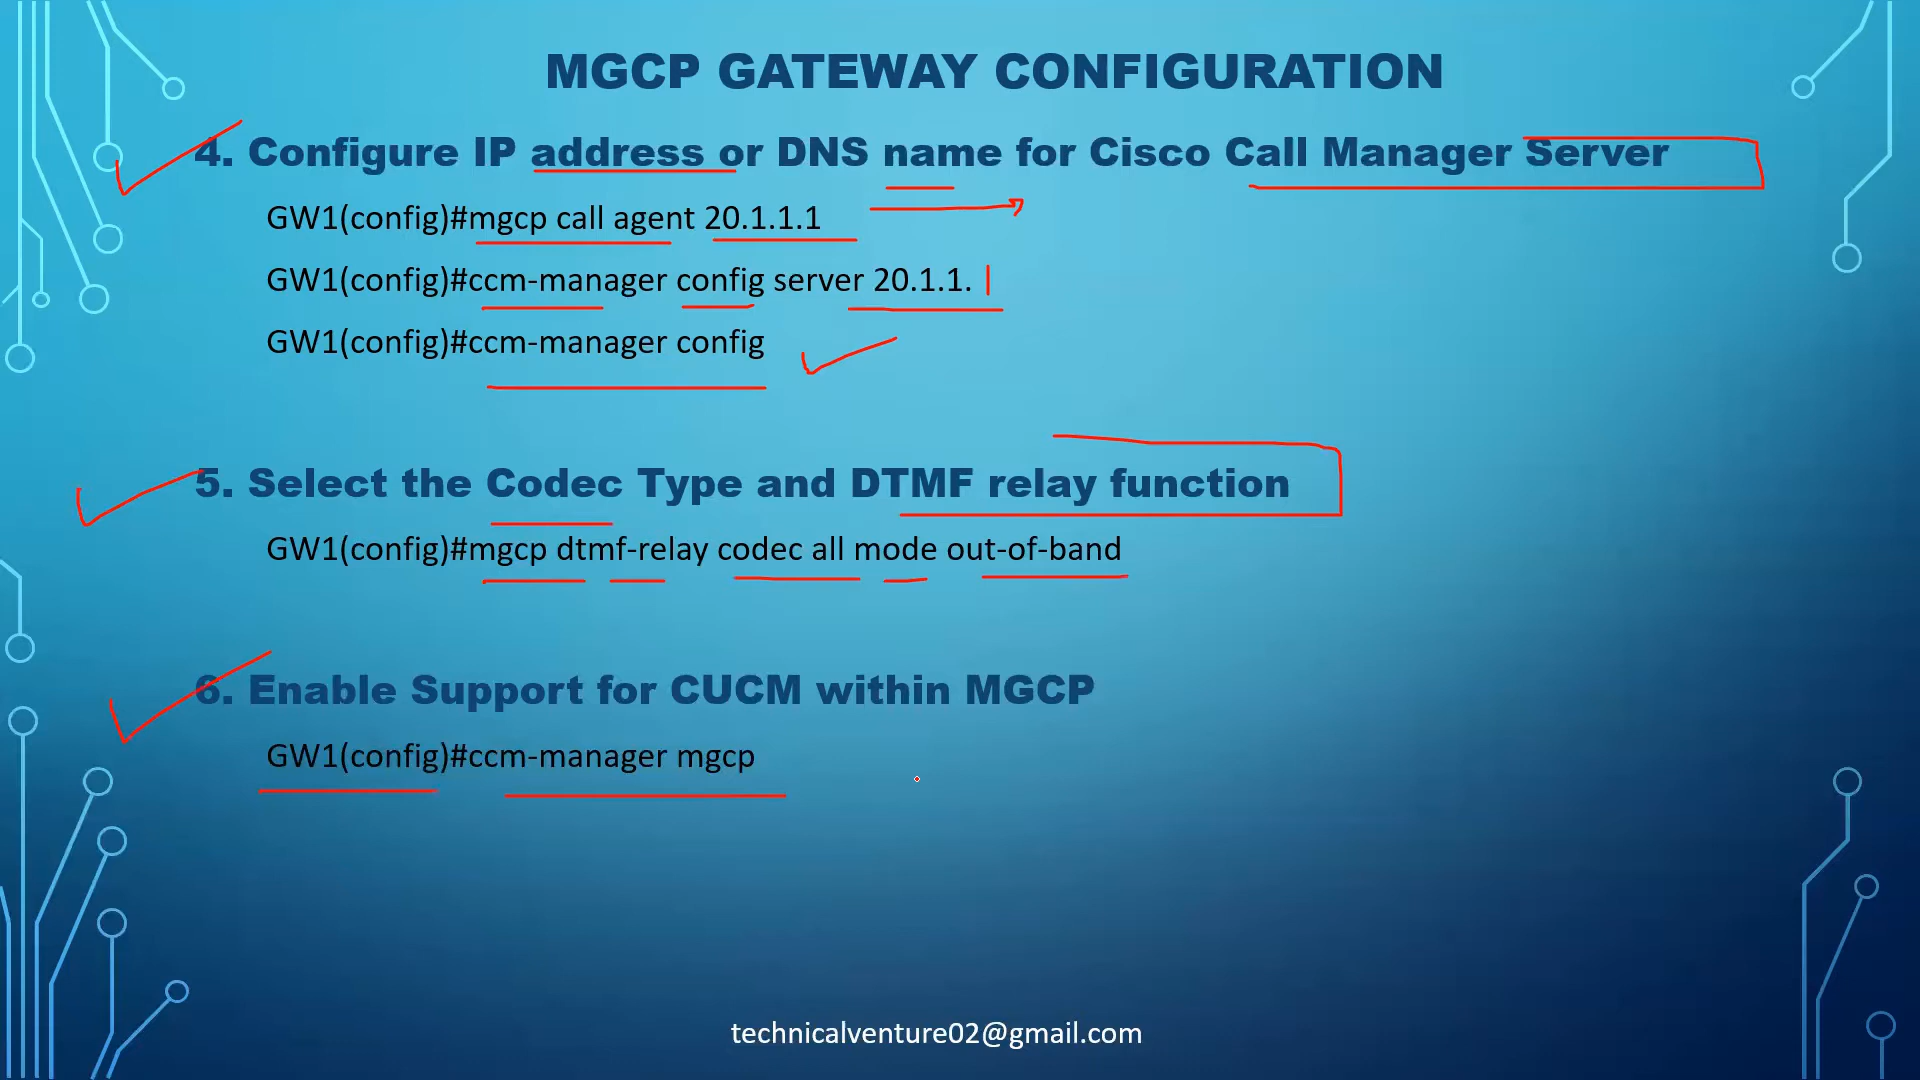 MGCP GATEWAY CONFIGURATION
4. Configure IP address or DNS name for Cisco Call Manager Server
GW1(config)#mgcp call agent 20.1.1.1
GW1(config)#ccm-manager config server 20.1.1. |
GW1(config)#ccm-manager config
5. Select the Codec Type and DTMF relay function
GW1(config)#mgcp dtmf-relay codec all mode out-of-band
6. Enable Support for CUCM within MGCP
GW1(config)#ccm-manager mgcp
technicalventure02@gmail.com